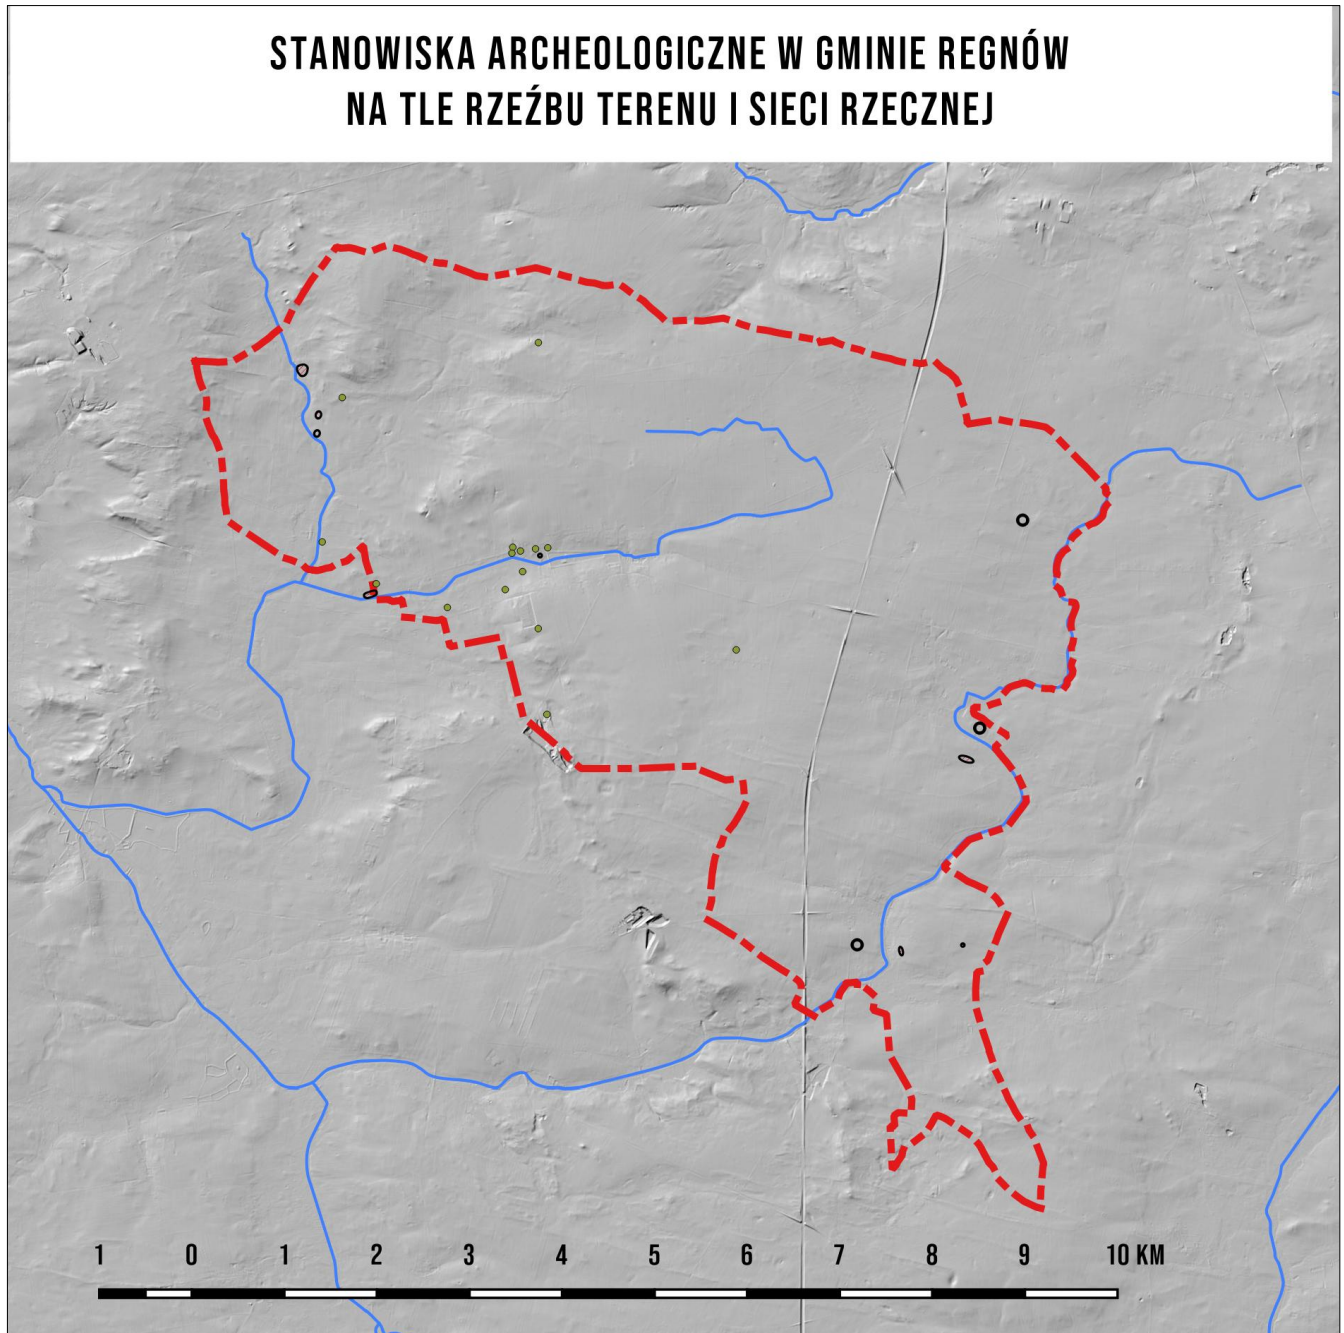 STANOWISKA ARCHEOLOGICZNE W GMINIE REGNÓW
NA TLE RZEŹBU TERENU I SIECI RZECZNEJ
1 0 1 2 3 4 5 6 7 8 9 10 KM